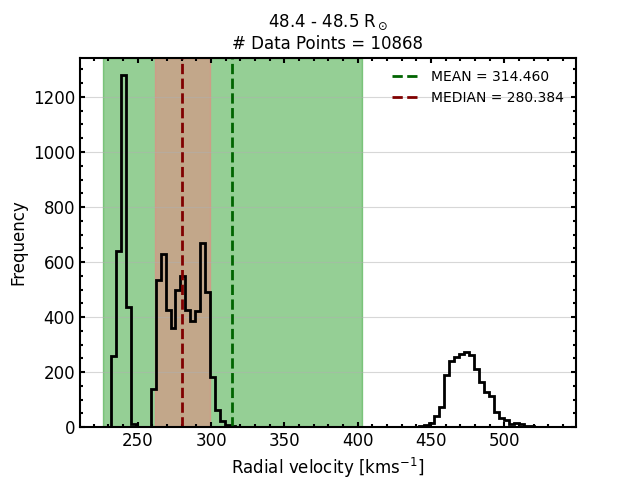 48.4 - 48.5 R⊙
# Data Points = 10868
MEAN = 314.460
MEDIAN = 280.384
Frequency
1200
1000
800
600
400
200
0
250 300 350 400 450 500
Radial velocity [kms⁻¹]